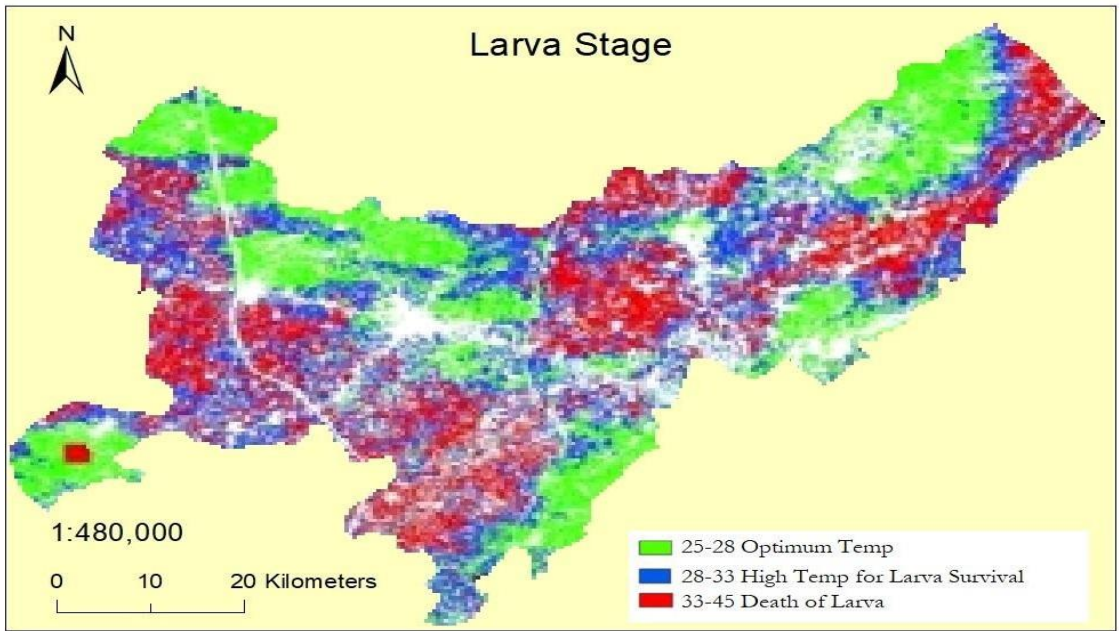 N
Larva Stage
1:480,000
0 10 20 Kilometers
25-28 Optimum Temp
28-33 High Temp for Larva Survival
33-45 Death of Larva